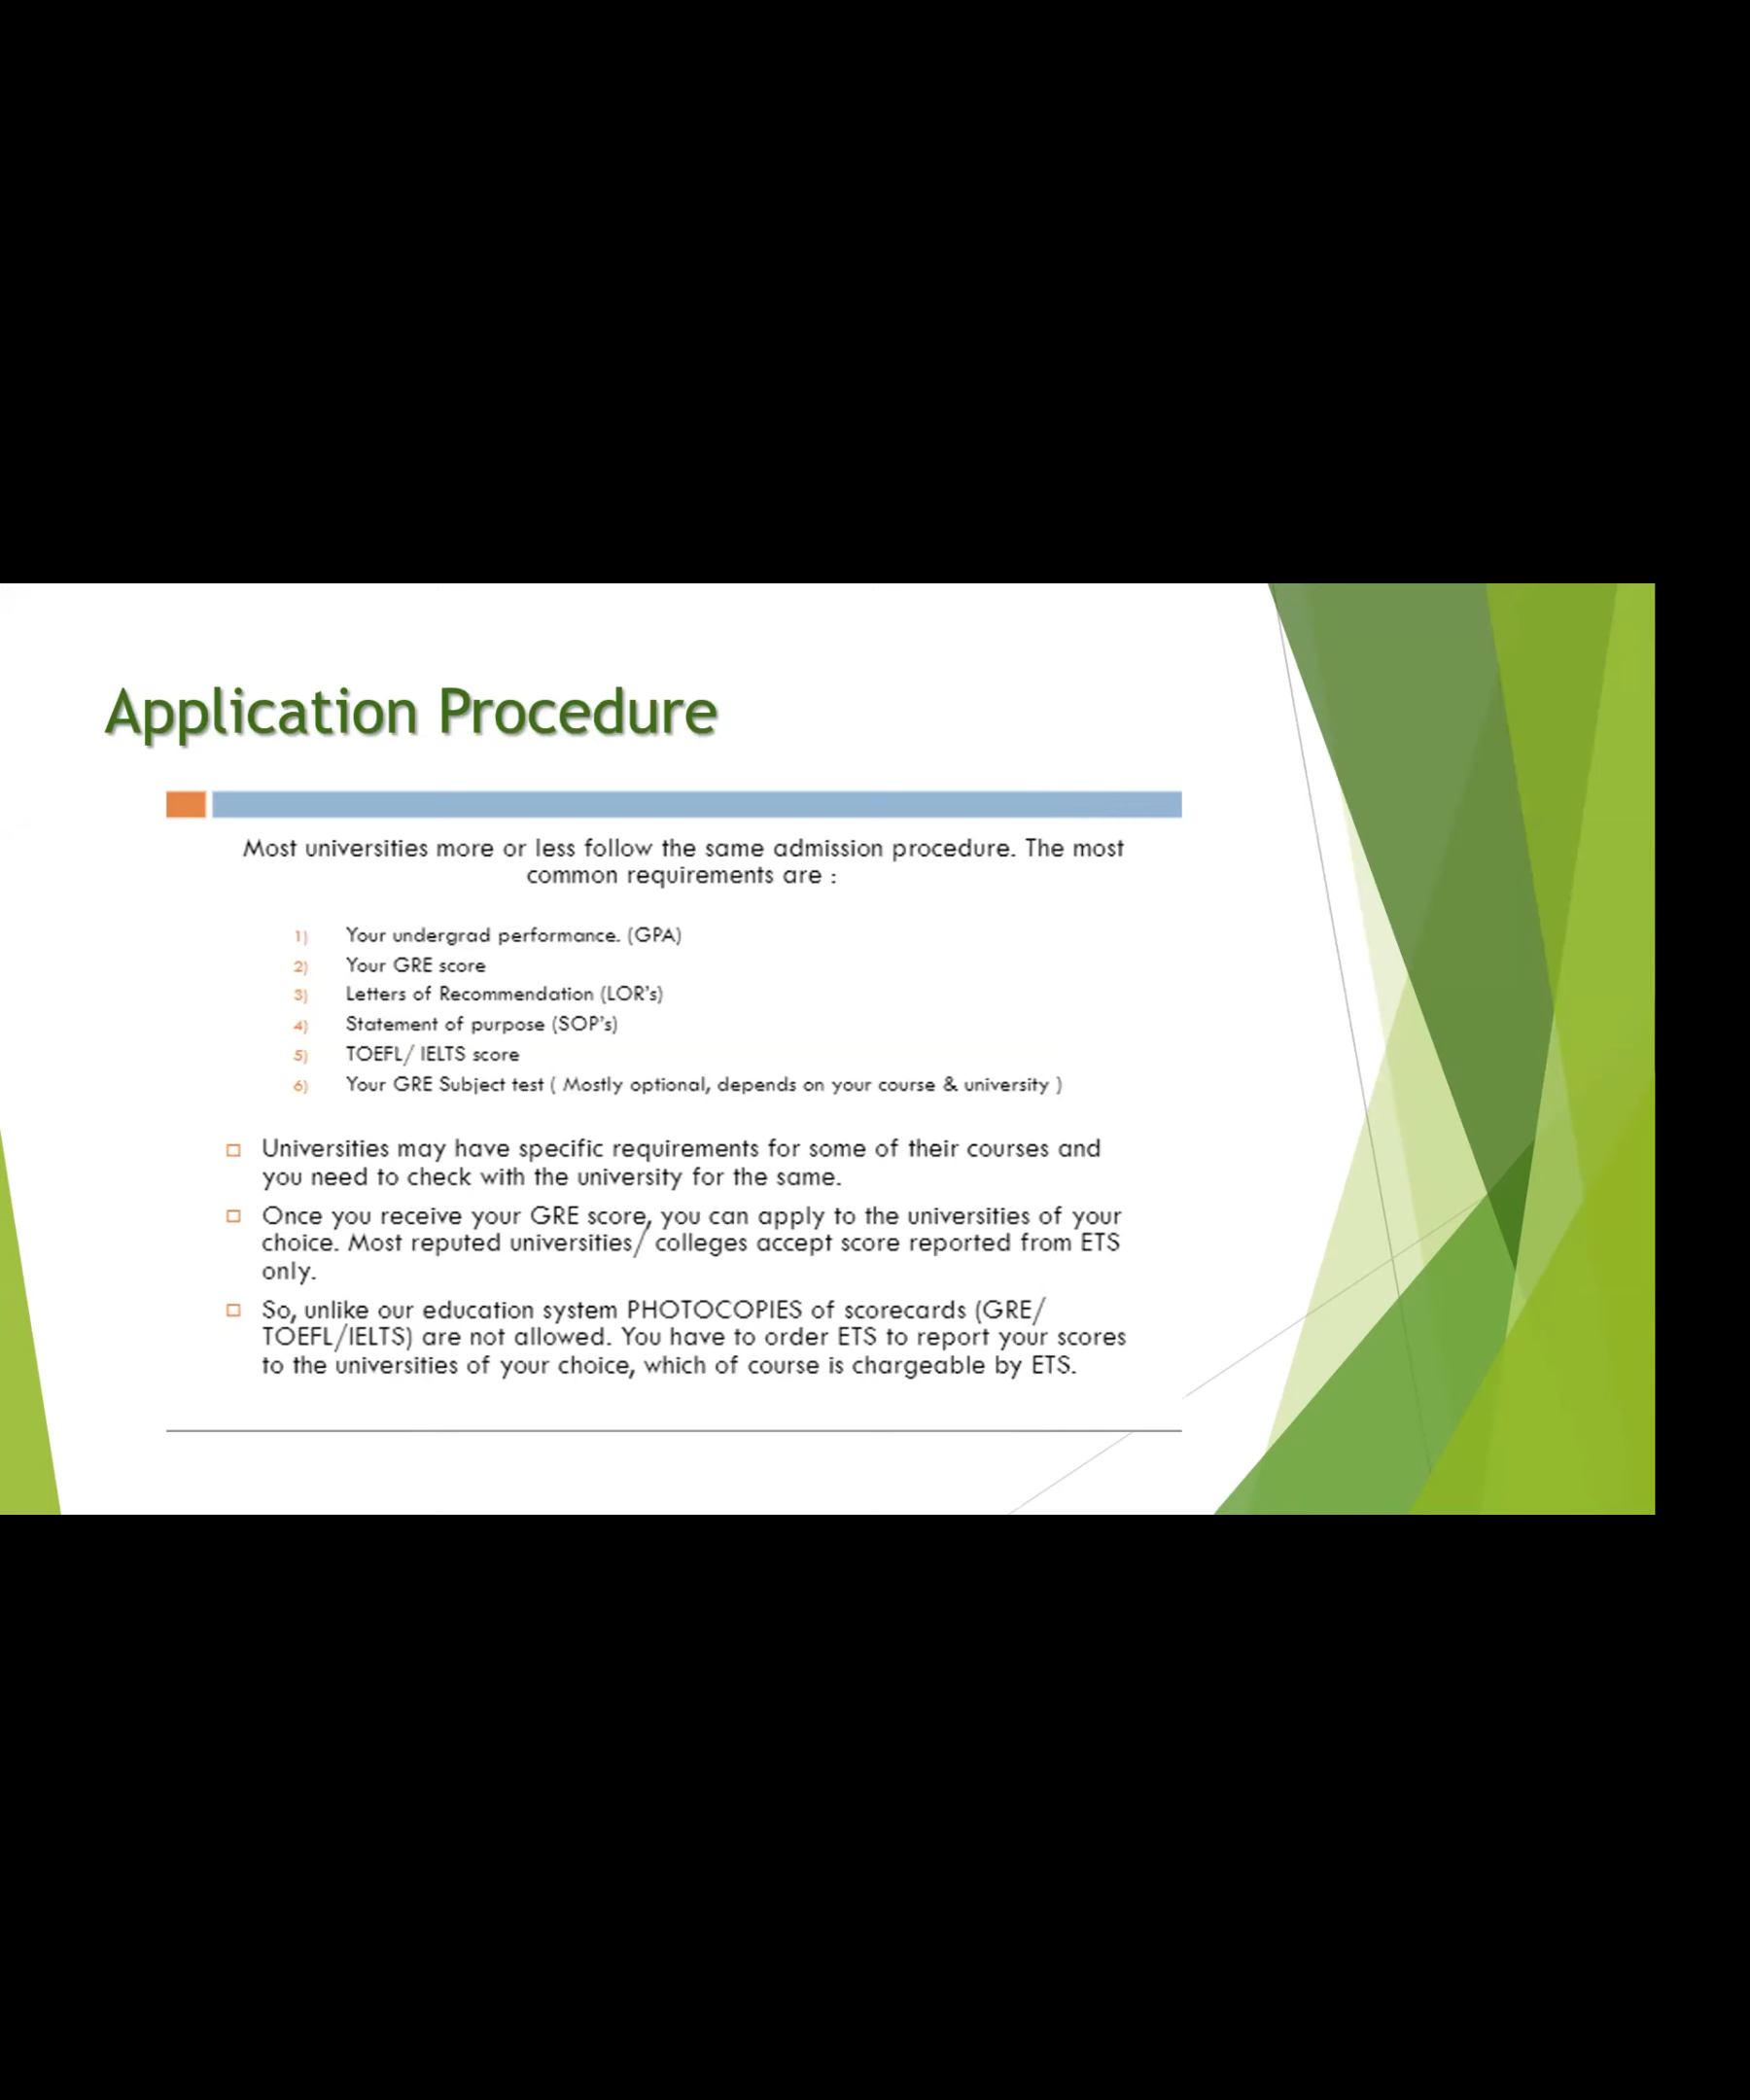 Application Procedure
Most universities more or less follow the same admission procedure. The most
common requirements are :
1) Your undergrad performance. (GPA)
2) Your GRE score
3) Letters of Recommendation (LOR's)
4) Statement of purpose (SOP's)
5) TOEFL/ IELTS score
6) Your GRE Subject test ( Mostly optional, depends on your course & university )
Universities may have specific requirements for some of their courses and
you need to check with the university for the same.
Once you receive your GRE score, you can apply to the universities of your
choice. Most reputed universities/ colleges accept score reported from ETS
only.
So, unlike our education system PHOTOCOPIES of scorecards (GRE/
TOEFL/IELTS) are not allowed. You have to order ETS to report your scores
to the universities of your choice, which of course is chargeable by ETS.